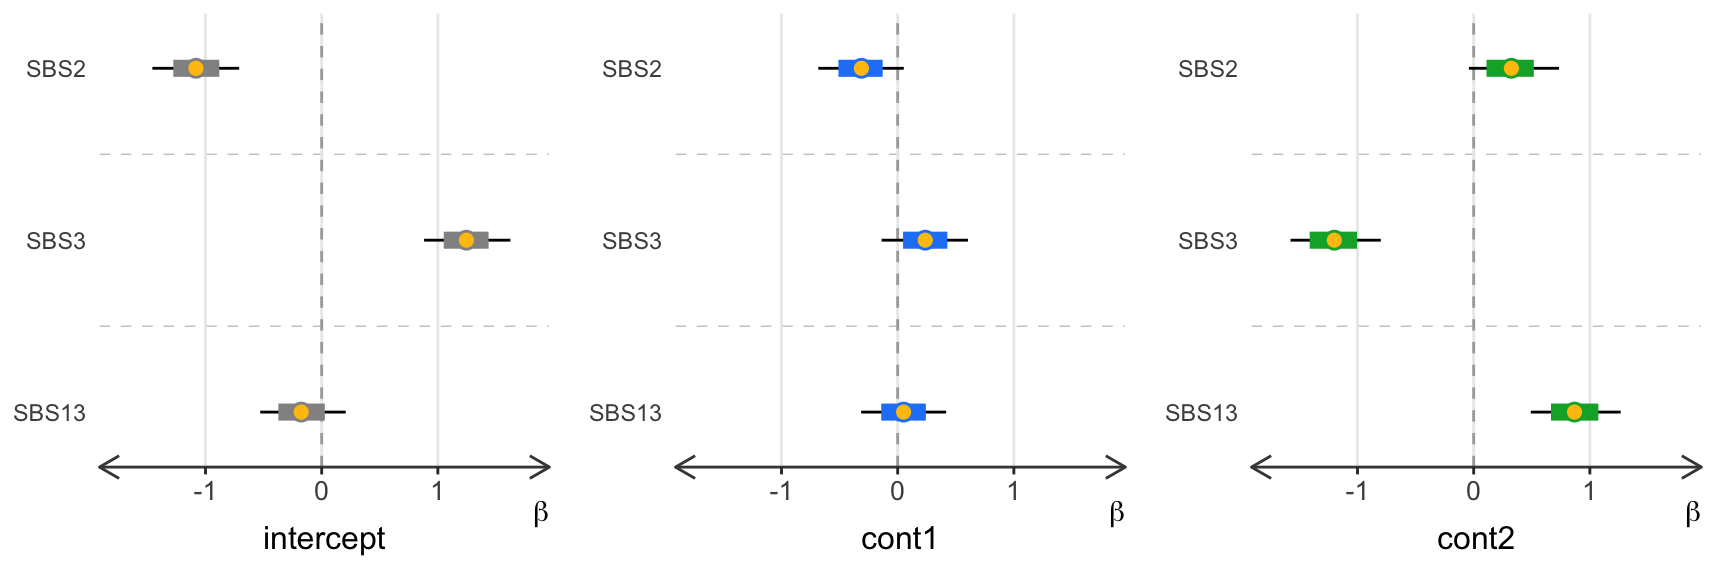 SBS2
SBS3
SBS13
-1 0 1
β
intercept
SBS2
SBS3
SBS13
-1 0 1
β
cont1
SBS2
SBS3
SBS13
-1 0 1
β
cont2